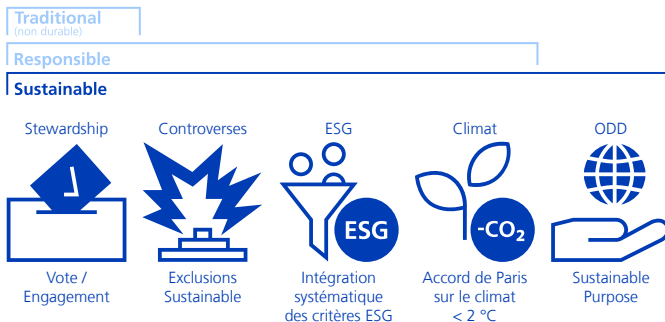 Traditional
(non durable)
Responsible
Sustainable
Stewardship
Controverses
ESG
Climat
ODD
ESG
-CO₂
Vote /
Engagement
Exclusions
Sustainable
Intégration
systématique
des critères ESG
Accord de Paris
sur le climat
< 2 °C
Sustainable
Purpose